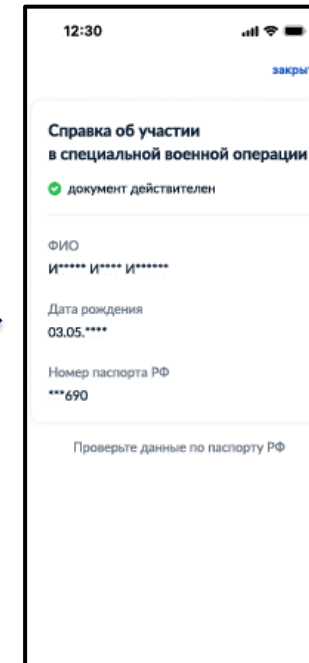 12:30
закрыт
Справка об участии
в специальной военной операции
документ действителен
ФИО
И***** И**** И******
Дата рождения
03.05.****
Номер паспорта РФ
***690
Проверьте данные по паспорту РФ